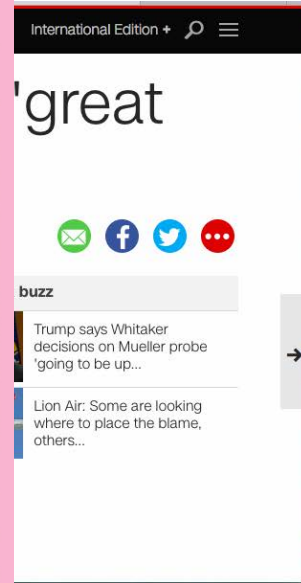 International Edition +
'great
buzz
Trump says Whitaker
decisions on Mueller probe
'going to be up...
Lion Air: Some are looking
where to place the blame,
others...